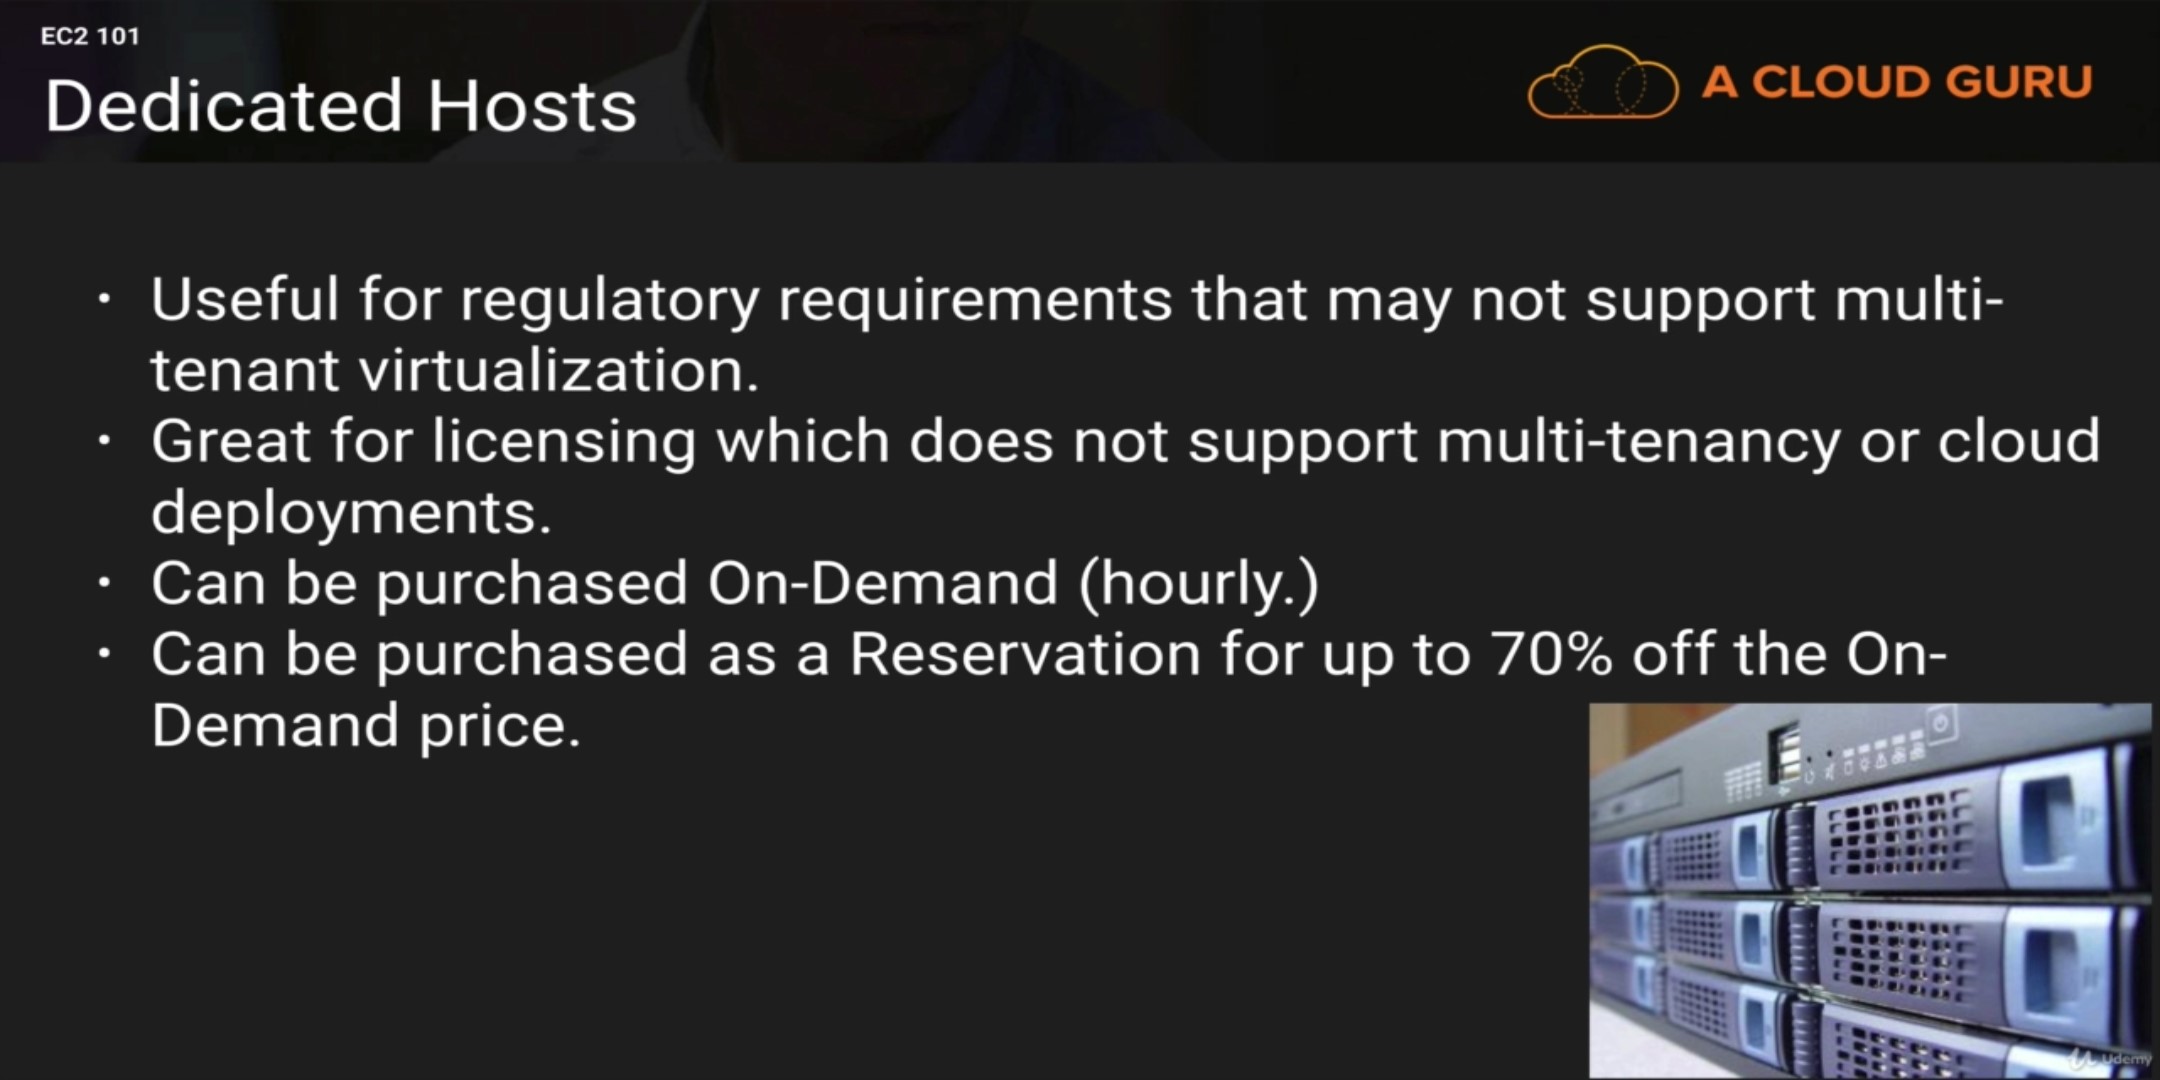 EC2 101
Dedicated Hosts
A CLOUD GURU
• Useful for regulatory requirements that may not support multi-
tenant virtualization.
• Great for licensing which does not support multi-tenancy or cloud
deployments.
• Can be purchased On-Demand (hourly.)
• Can be purchased as a Reservation for up to 70% off the On-
Demand price.
Udemy